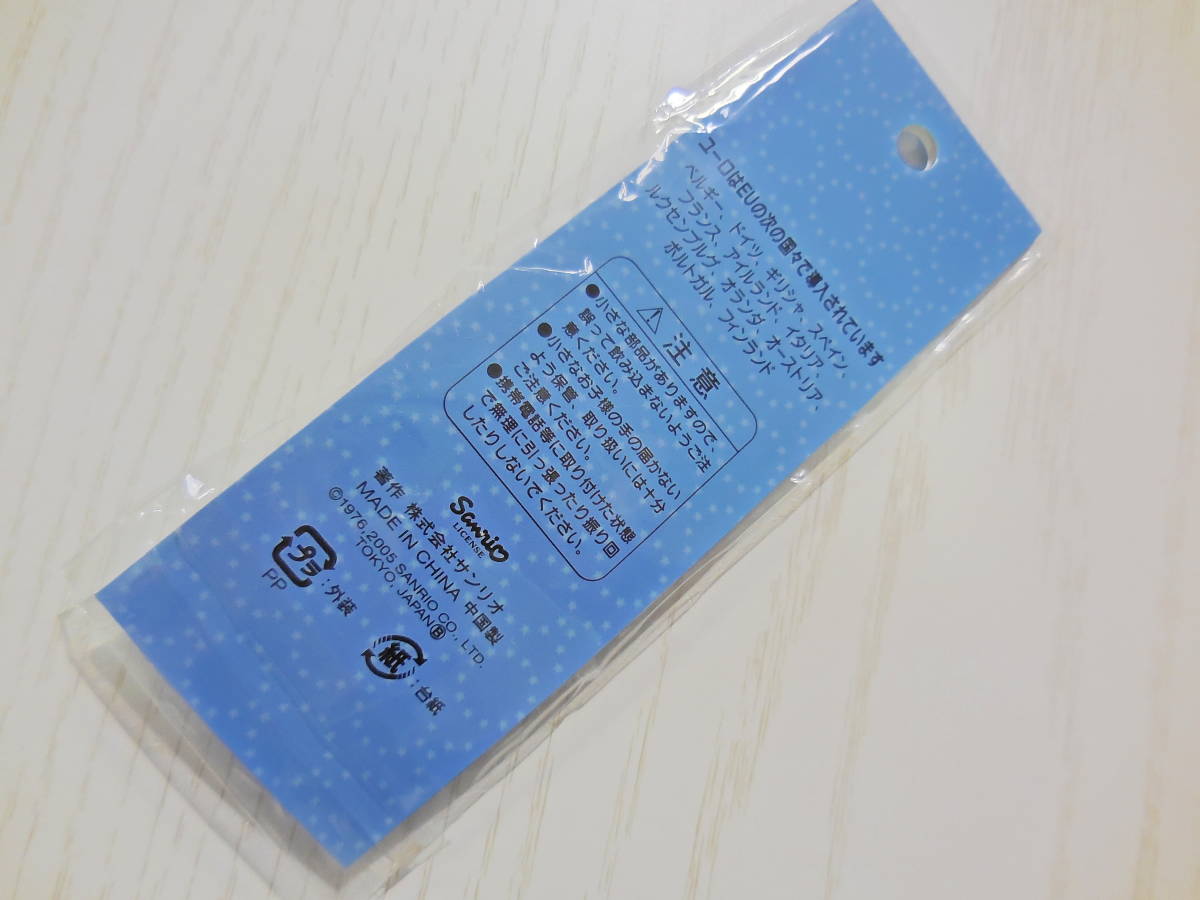 ユーロはEUの次の国々で導入されています
ベルギー、ドイツ、ギリシャ、スペイン、
フランス、アイルランド、イタリア、
ルクセンブルグ、オランダ、オーストリア、
ポルトガル、フィンランド
⚠ 注意
●小さな部品がありますので、
誤って飲み込まないようご注
意ください。
●小さなお子様の手の届かない
よう保管、取り扱いには十分
ご注意ください。
●携帯電話等に取り付けた状態
で無理に引っ張ったり振り回
したりしないでください。
Sanrio
LICENSE
著作 株式会社サンリオ
MADE IN CHINA 中国製
©1976,2005 SANRIO CO., LTD.
TOKYO, JAPAN Ⓑ
プラ:外装
PP
紙:台紙